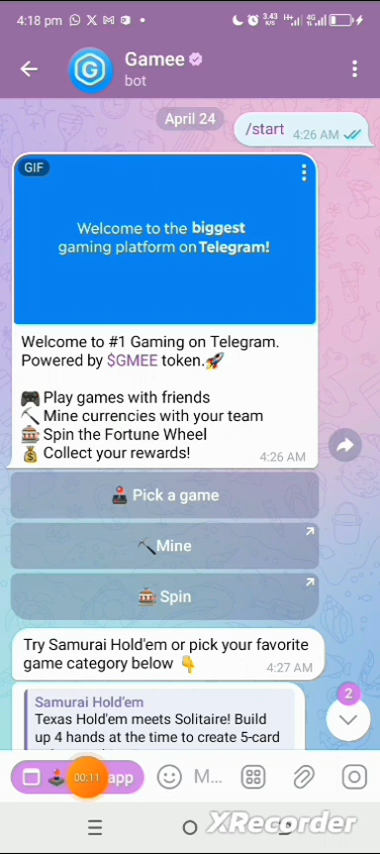 4:18 pm
3.43 K/S
H+
4G
Gamee
bot
April 24
/start 4:26 AM
GIF
Welcome to the biggest
gaming platform on Telegram!
Welcome to #1 Gaming on Telegram.
Powered by $GMEE token.🚀
🎮 Play games with friends
⛏️ Mine currencies with your team
🎰 Spin the Fortune Wheel
💰 Collect your rewards!
4:26 AM
🕹️ Pick a game
⛏️Mine
🎰 Spin
Try Samurai Hold'em or pick your favorite
game category below 👇
4:27 AM
2
Samurai Hold'em
Texas Hold'em meets Solitaire! Build
up 4 hands at the time to create 5-card
00:11 app
M...
XRecorder